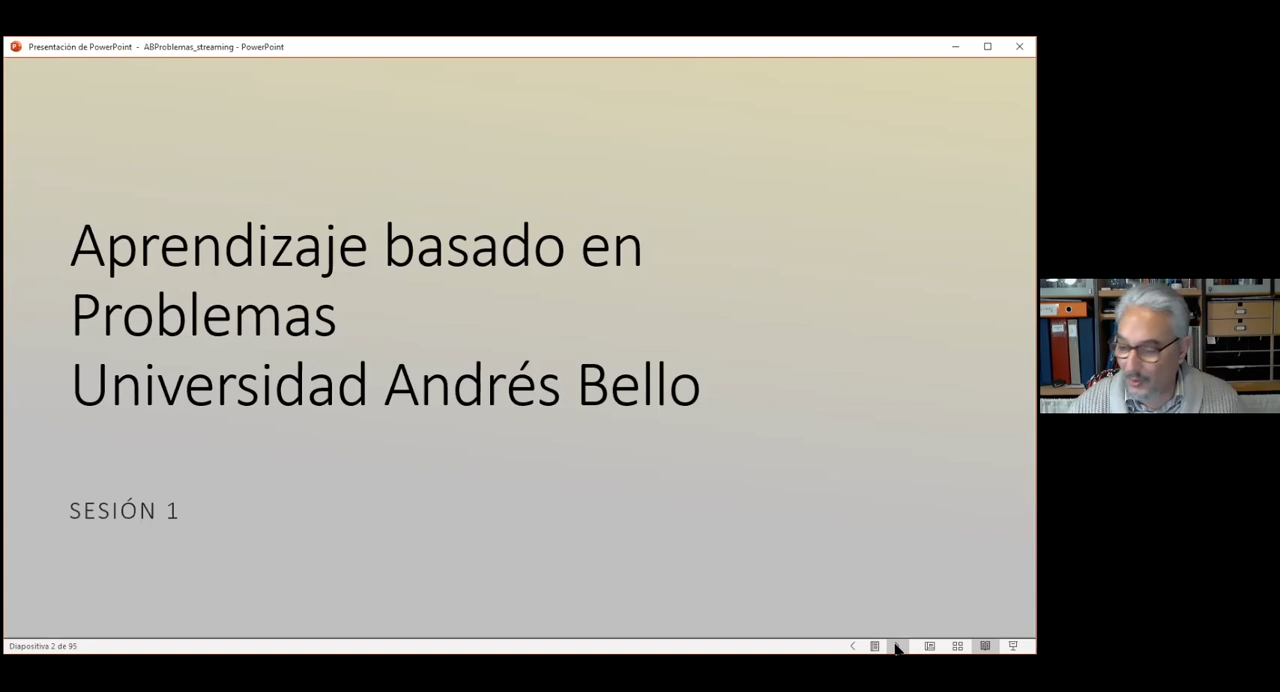 Presentación de PowerPoint - ABProblemas_streaming - PowerPoint
Aprendizaje basado en
Problemas
Universidad Andrés Bello
SESIÓN 1
Diapositiva 2 de 95